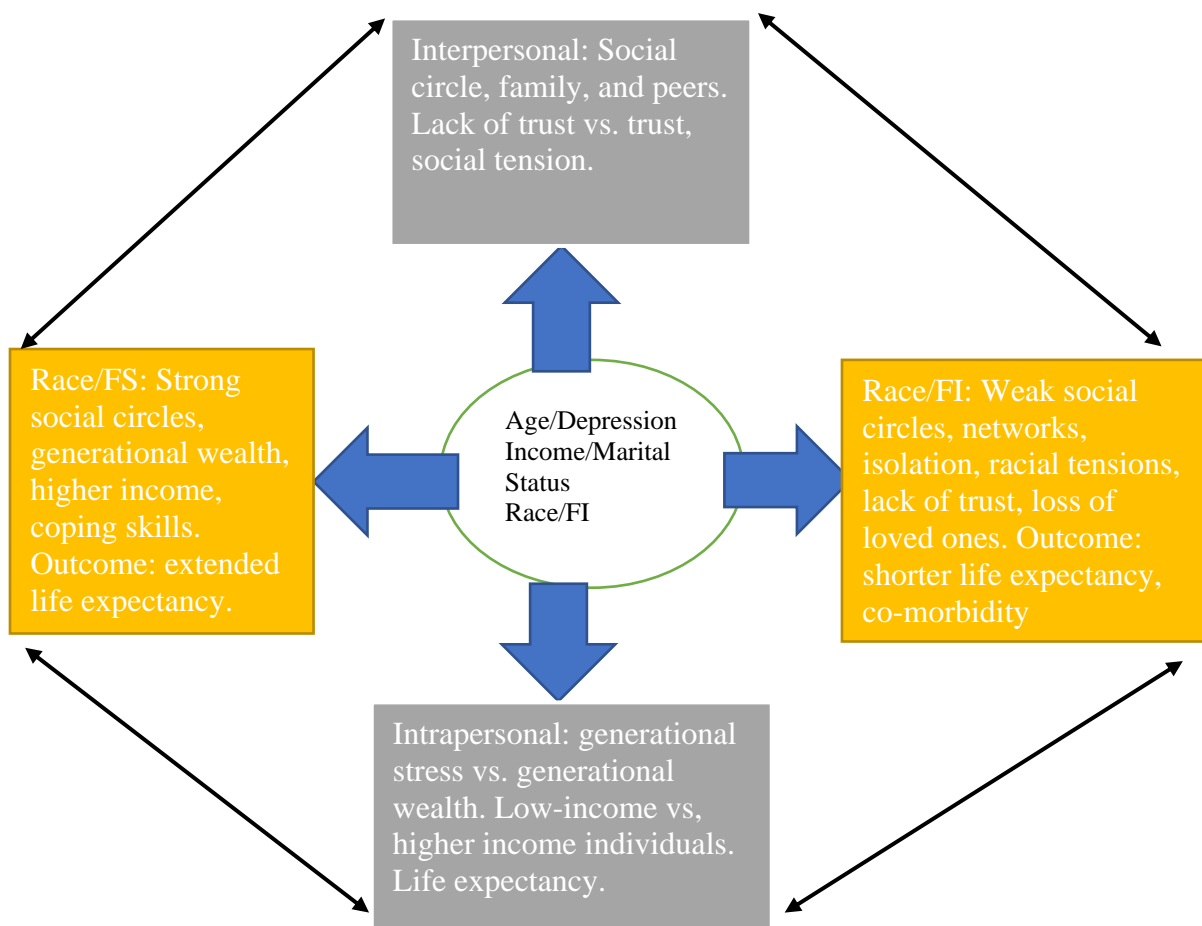 Interpersonal: Social
circle, family, and peers.
Lack of trust vs. trust,
social tension.
Race/FS: Strong
social circles,
generational wealth,
higher income,
coping skills.
Outcome: extended
life expectancy.
Age/Depression
Income/Marital
Status
Race/FI
Race/FI: Weak social
circles, networks,
isolation, racial tensions,
lack of trust, loss of
loved ones. Outcome:
shorter life expectancy,
co-morbidity
Intrapersonal: generational
stress vs. generational
wealth. Low-income vs,
higher income individuals.
Life expectancy.